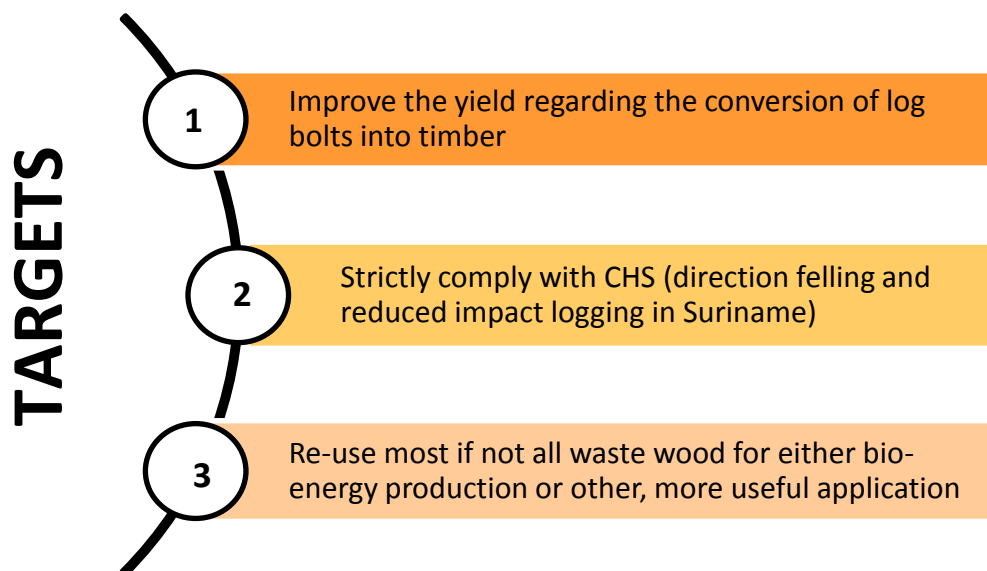 TARGETS
1
Improve the yield regarding the conversion of log
bolts into timber
2
Strictly comply with CHS (direction felling and
reduced impact logging in Suriname)
3
Re-use most if not all waste wood for either bio-
energy production or other, more useful application